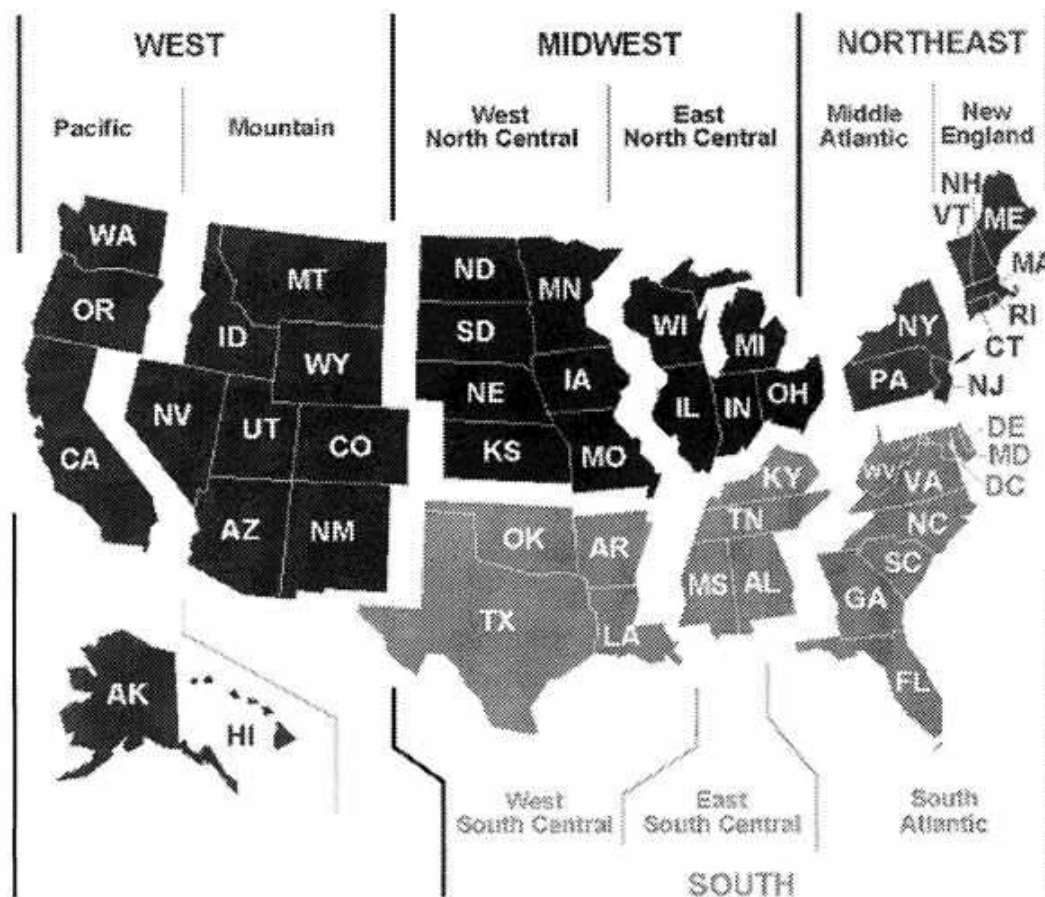 WEST
MIDWEST
NORTHEAST
Pacific
Mountain
West
North Central
East
North Central
Middle
Atlantic
New
England
WA
OR
CA
MT
ID
WY
NV
UT
CO
AZ
NM
AK
HI
ND
SD
NE
KS
MN
IA
MO
WI
MI
IL
IN
OH
NH
VT
ME
MA
RI
CT
NY
PA
NJ
DE
MD
DC
WV
VA
NC
SC
GA
FL
KY
TN
MS
AL
OK
AR
TX
LA
West
South Central
East
South Central
South
Atlantic
SOUTH